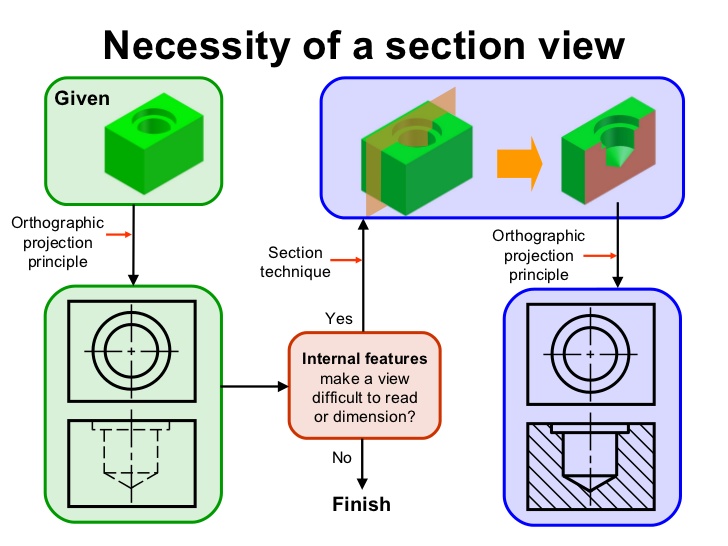 Necessity of a section view
Given
Orthographic
projection
principle
Section
technique
Orthographic
projection
principle
Yes
Internal features
make a view
difficult to read
or dimension?
No
Finish